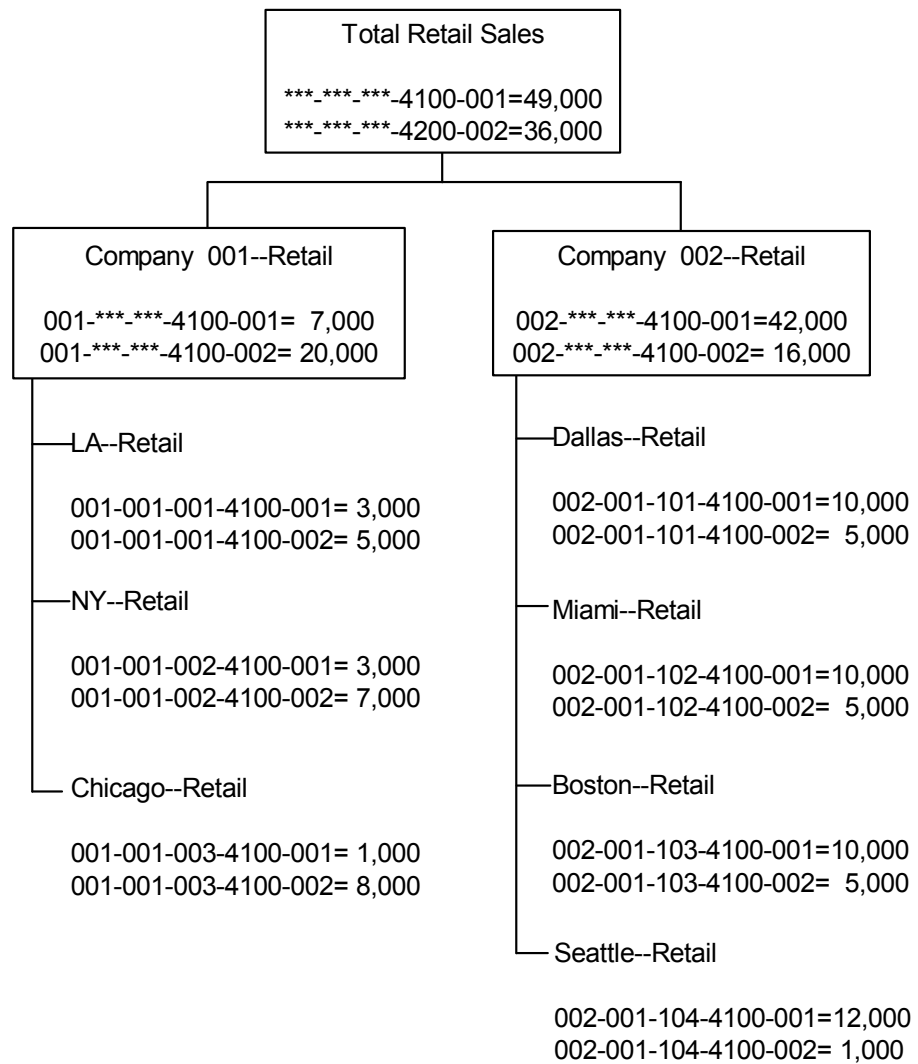 Total Retail Sales
***-***-***-4100-001=49,000
***-***-***-4200-002=36,000
Company 001--Retail
001-***-***-4100-001= 7,000
001-***-***-4100-002= 20,000
LA--Retail
001-001-001-4100-001= 3,000
001-001-001-4100-002= 5,000
NY--Retail
001-001-002-4100-001= 3,000
001-001-002-4100-002= 7,000
Chicago--Retail
001-001-003-4100-001= 1,000
001-001-003-4100-002= 8,000
Company 002--Retail
002-***-***-4100-001=42,000
002-***-***-4100-002= 16,000
Dallas--Retail
002-001-101-4100-001=10,000
002-001-101-4100-002= 5,000
Miami--Retail
002-001-102-4100-001=10,000
002-001-102-4100-002= 5,000
Boston--Retail
002-001-103-4100-001=10,000
002-001-103-4100-002= 5,000
Seattle--Retail
002-001-104-4100-001=12,000
002-001-104-4100-002= 1,000